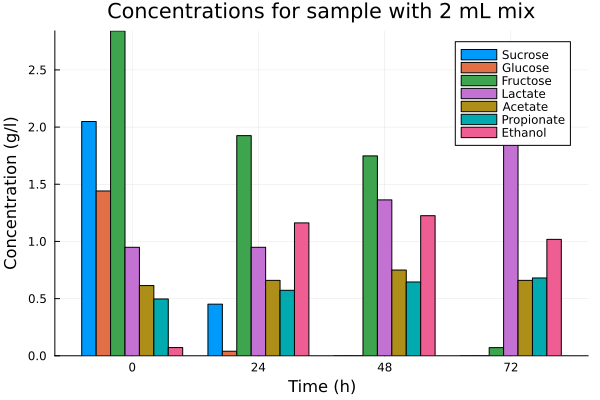 Concentrations for sample with 2 mL mix
Concentration (g/l)
2.5
2.0
1.5
1.0
0.5
0.0
Sucrose
Glucose
Fructose
Lactate
Acetate
Propionate
Ethanol
0
24
48
72
Time (h)